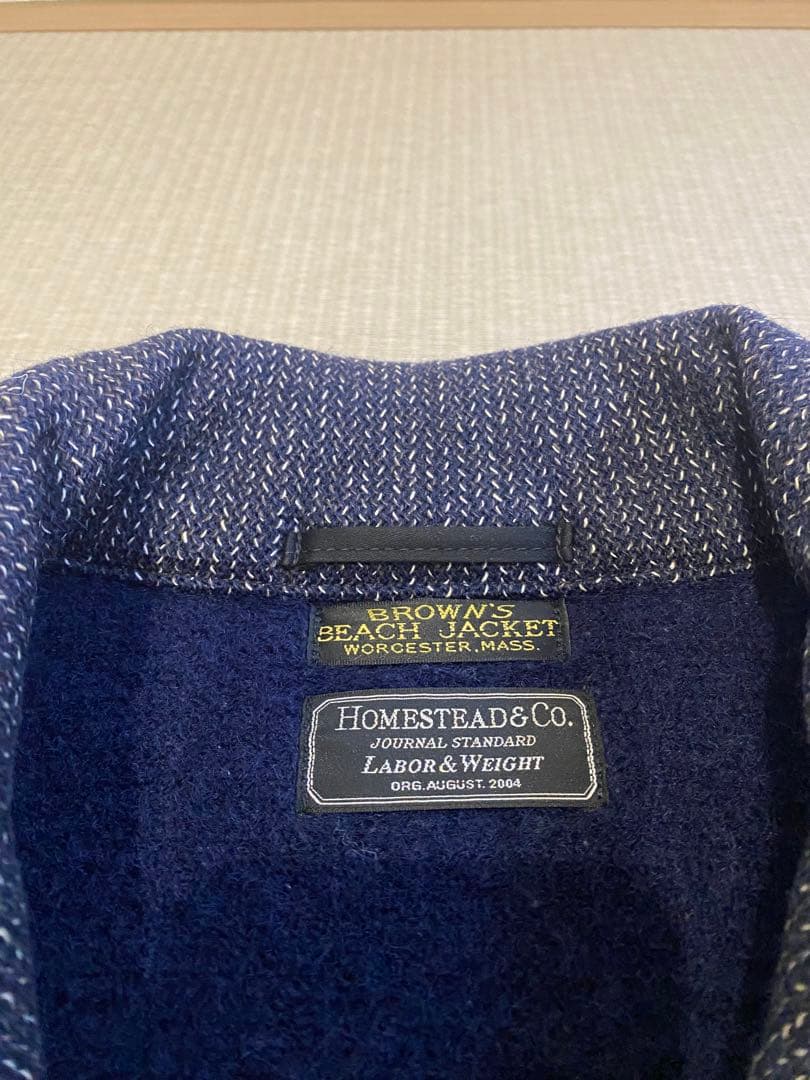 BROWN'S
BEACH JACKET
WORCESTER, MASS.
HOMESTEAD & CO.
JOURNAL STANDARD
LABOR & WEIGHT
ORG. AUGUST. 2004